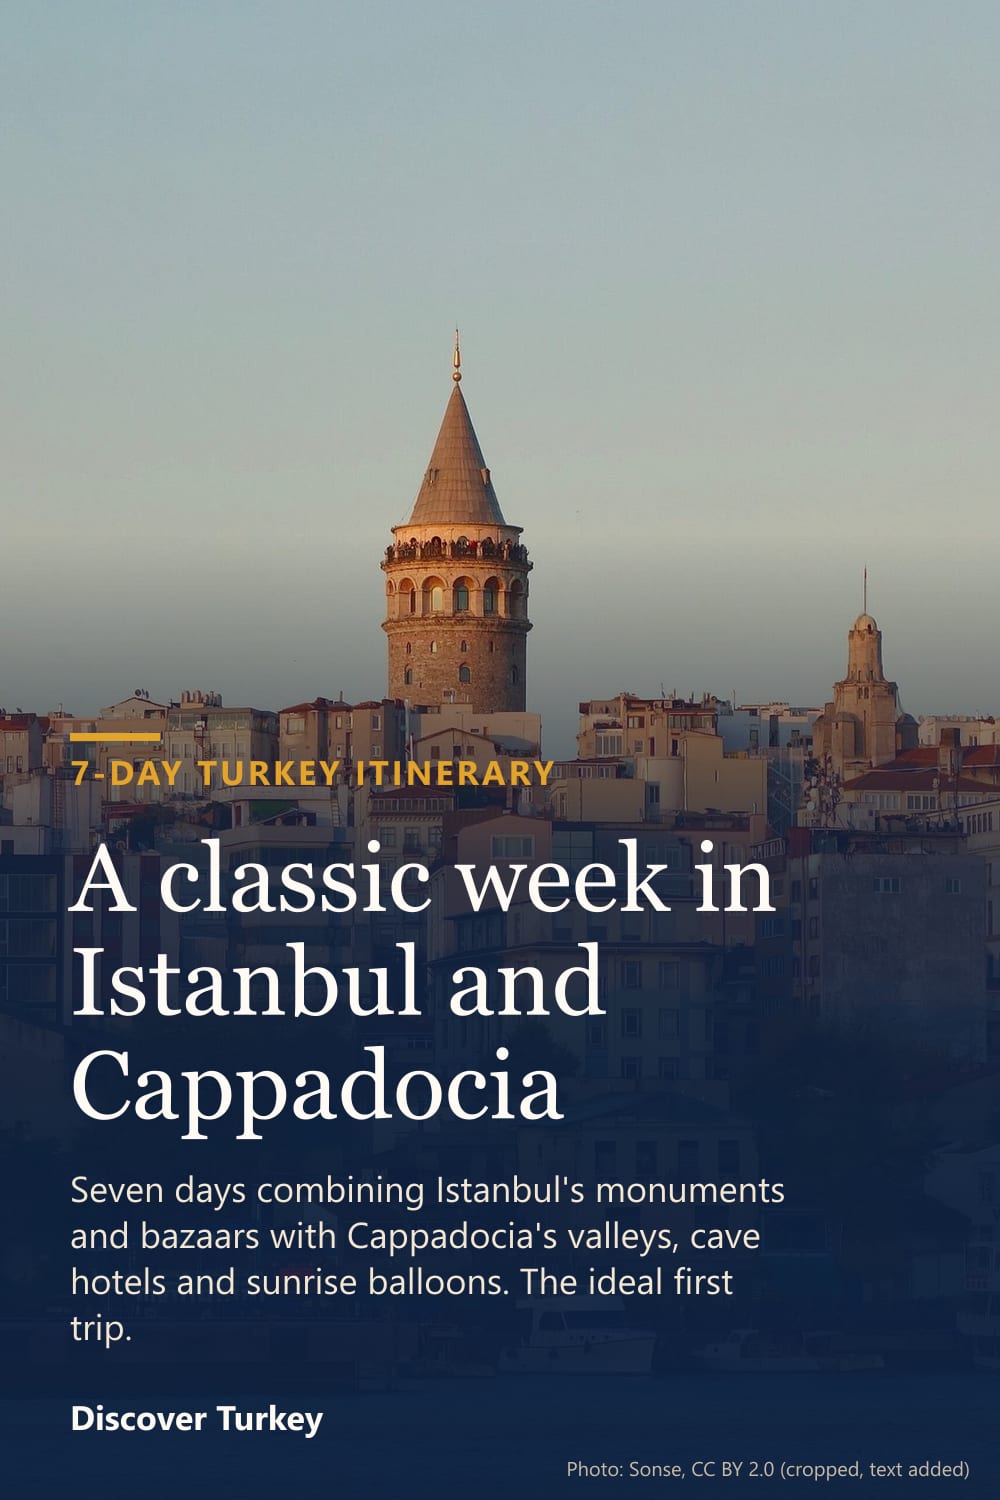 7-DAY TURKEY ITINERARY
A classic week in
Istanbul and
Cappadocia
Seven days combining Istanbul's monuments
and bazaars with Cappadocia's valleys, cave
hotels and sunrise balloons. The ideal first
trip.
Discover Turkey
Photo: Sonse, CC BY 2.0 (cropped, text added)